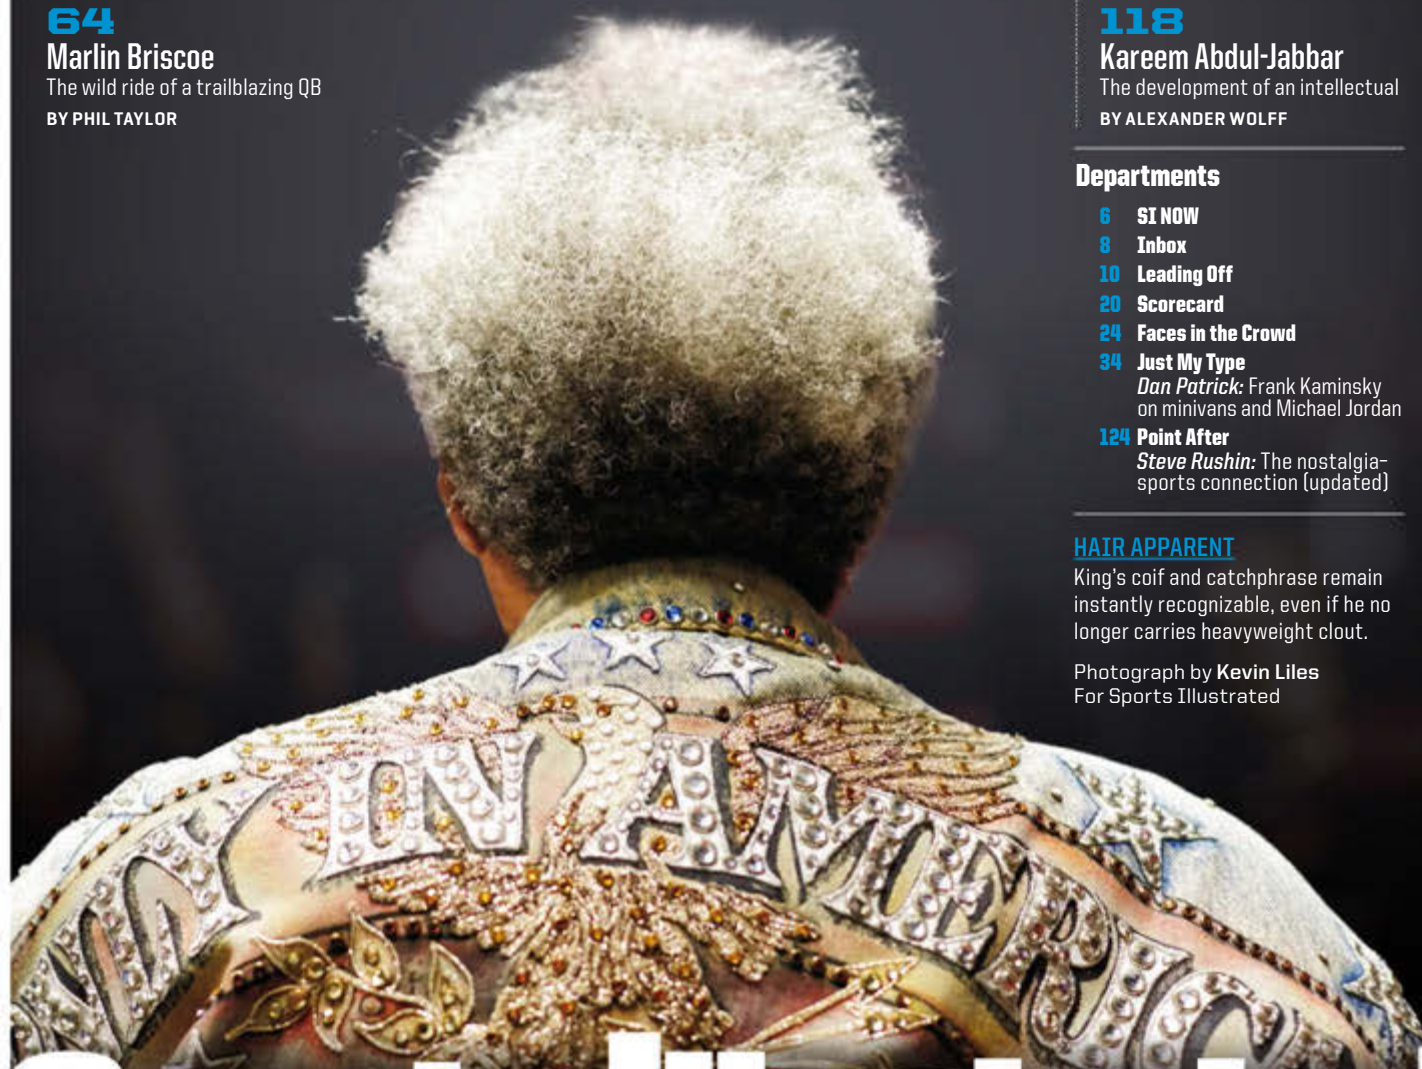 64
Marlin Briscoe
The wild ride of a trailblazing QB
BY PHIL TAYLOR
118
Kareem Abdul-Jabbar
The development of an intellectual
BY ALEXANDER WOLFF
Departments
6 SI NOW
8 Inbox
10 Leading Off
20 Scorecard
24 Faces in the Crowd
34 Just My Type
Dan Patrick: Frank Kaminsky
on minivans and Michael Jordan
124 Point After
Steve Rushin: The nostalgia–
sports connection (updated)
HAIR APPARENT
King's coif and catchphrase remain
instantly recognizable, even if he no
longer carries heavyweight clout.
Photograph by Kevin Liles
For Sports Illustrated
IN AMERIC